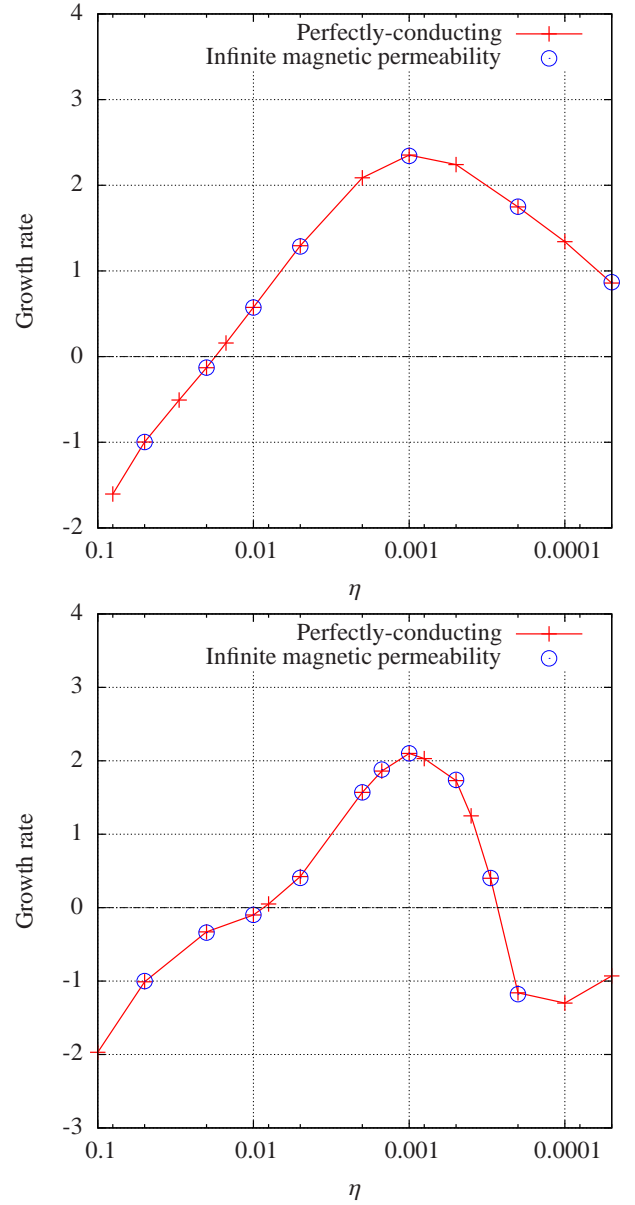 4
3
2
1
0
-1
-2
Growth rate
Perfectly-conducting
Infinite magnetic permeability
0.1 0.01 0.001 0.0001
η
4
3
2
1
0
-1
-2
-3
Growth rate
Perfectly-conducting
Infinite magnetic permeability
0.1 0.01 0.001 0.0001
η